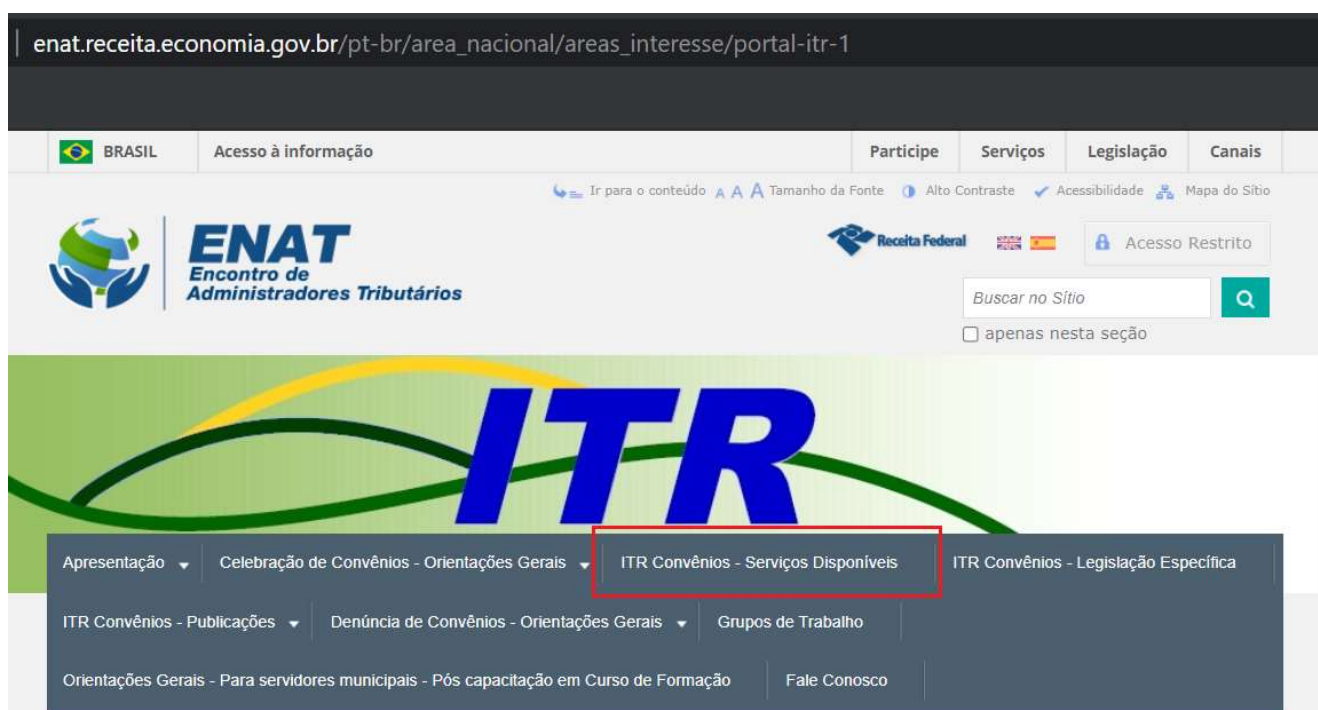 enat.receita.economia.gov.br/pt-br/area_nacional/areas_interesse/portal-itr-1
BRASIL Acesso à informação Participe Serviços Legislação Canais
Ir para o conteúdo A A A Tamanho da Fonte Alto Contraste Acessibilidade Mapa do Sítio
ENAT
Encontro de
Administradores Tributários
Receita Federal Acesso Restrito
Buscar no Sítio
apenas nesta seção
ITR
Apresentação Celebração de Convênios - Orientações Gerais ITR Convênios - Serviços Disponíveis ITR Convênios - Legislação Específica
ITR Convênios - Publicações Denúncia de Convênios - Orientações Gerais Grupos de Trabalho
Orientações Gerais - Para servidores municipais - Pós capacitação em Curso de Formação Fale Conosco